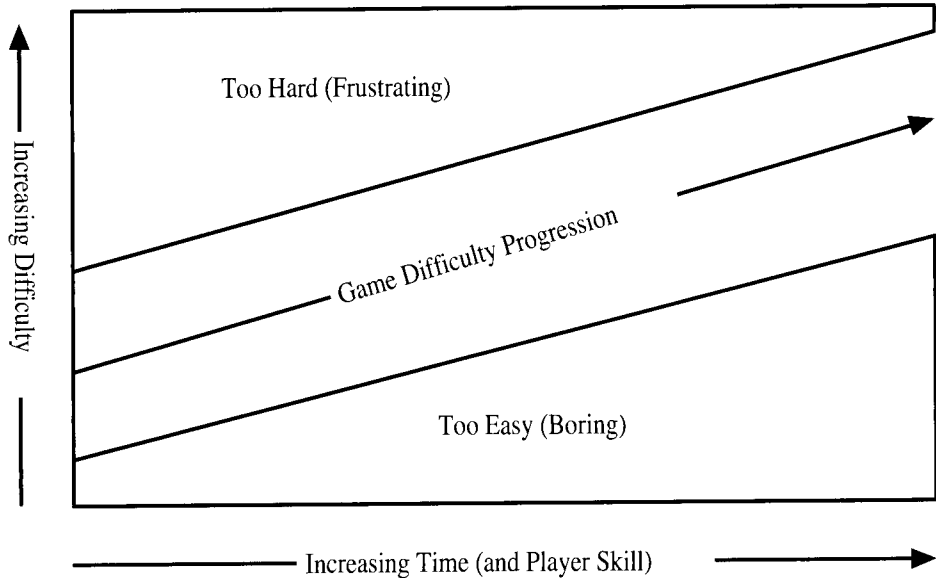 Too Hard (Frustrating)
Increasing Difficulty
Game Difficulty Progression
Too Easy (Boring)
Increasing Time (and Player Skill)